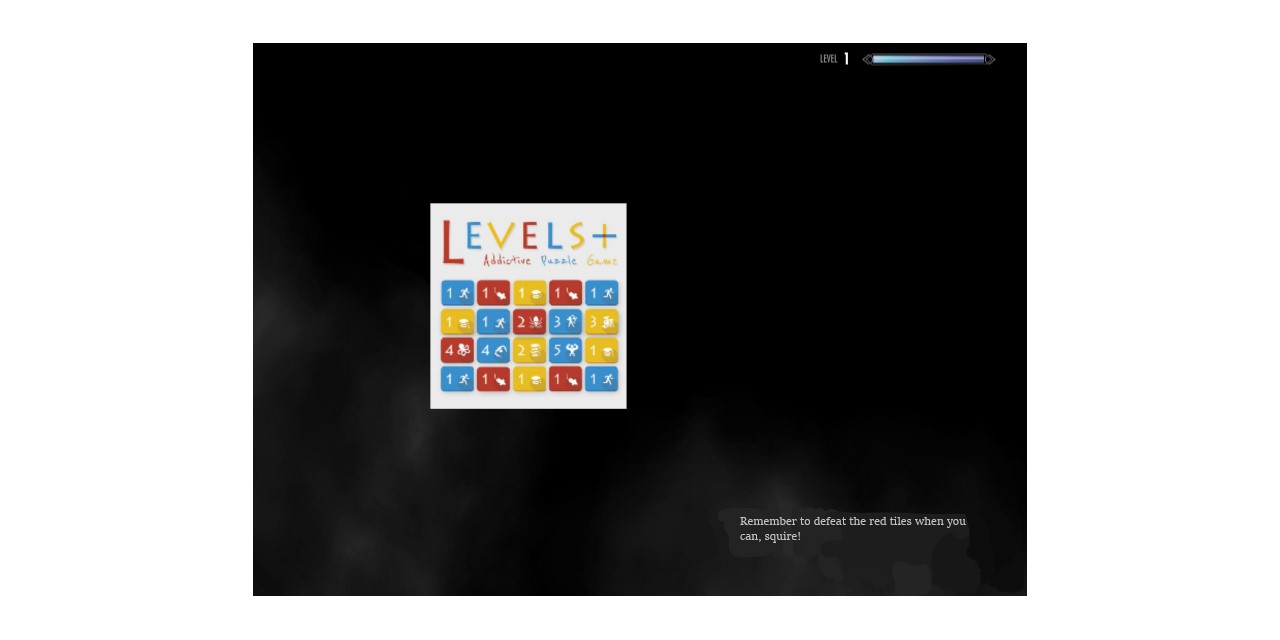 LEVEL 1
LEVELS+
Addictive Puzzle Game
1 1 1 1 1
1 1 2 3 3
4 4 2 5 1
1 1 1 1 1
Remember to defeat the red tiles when you
can, squire!